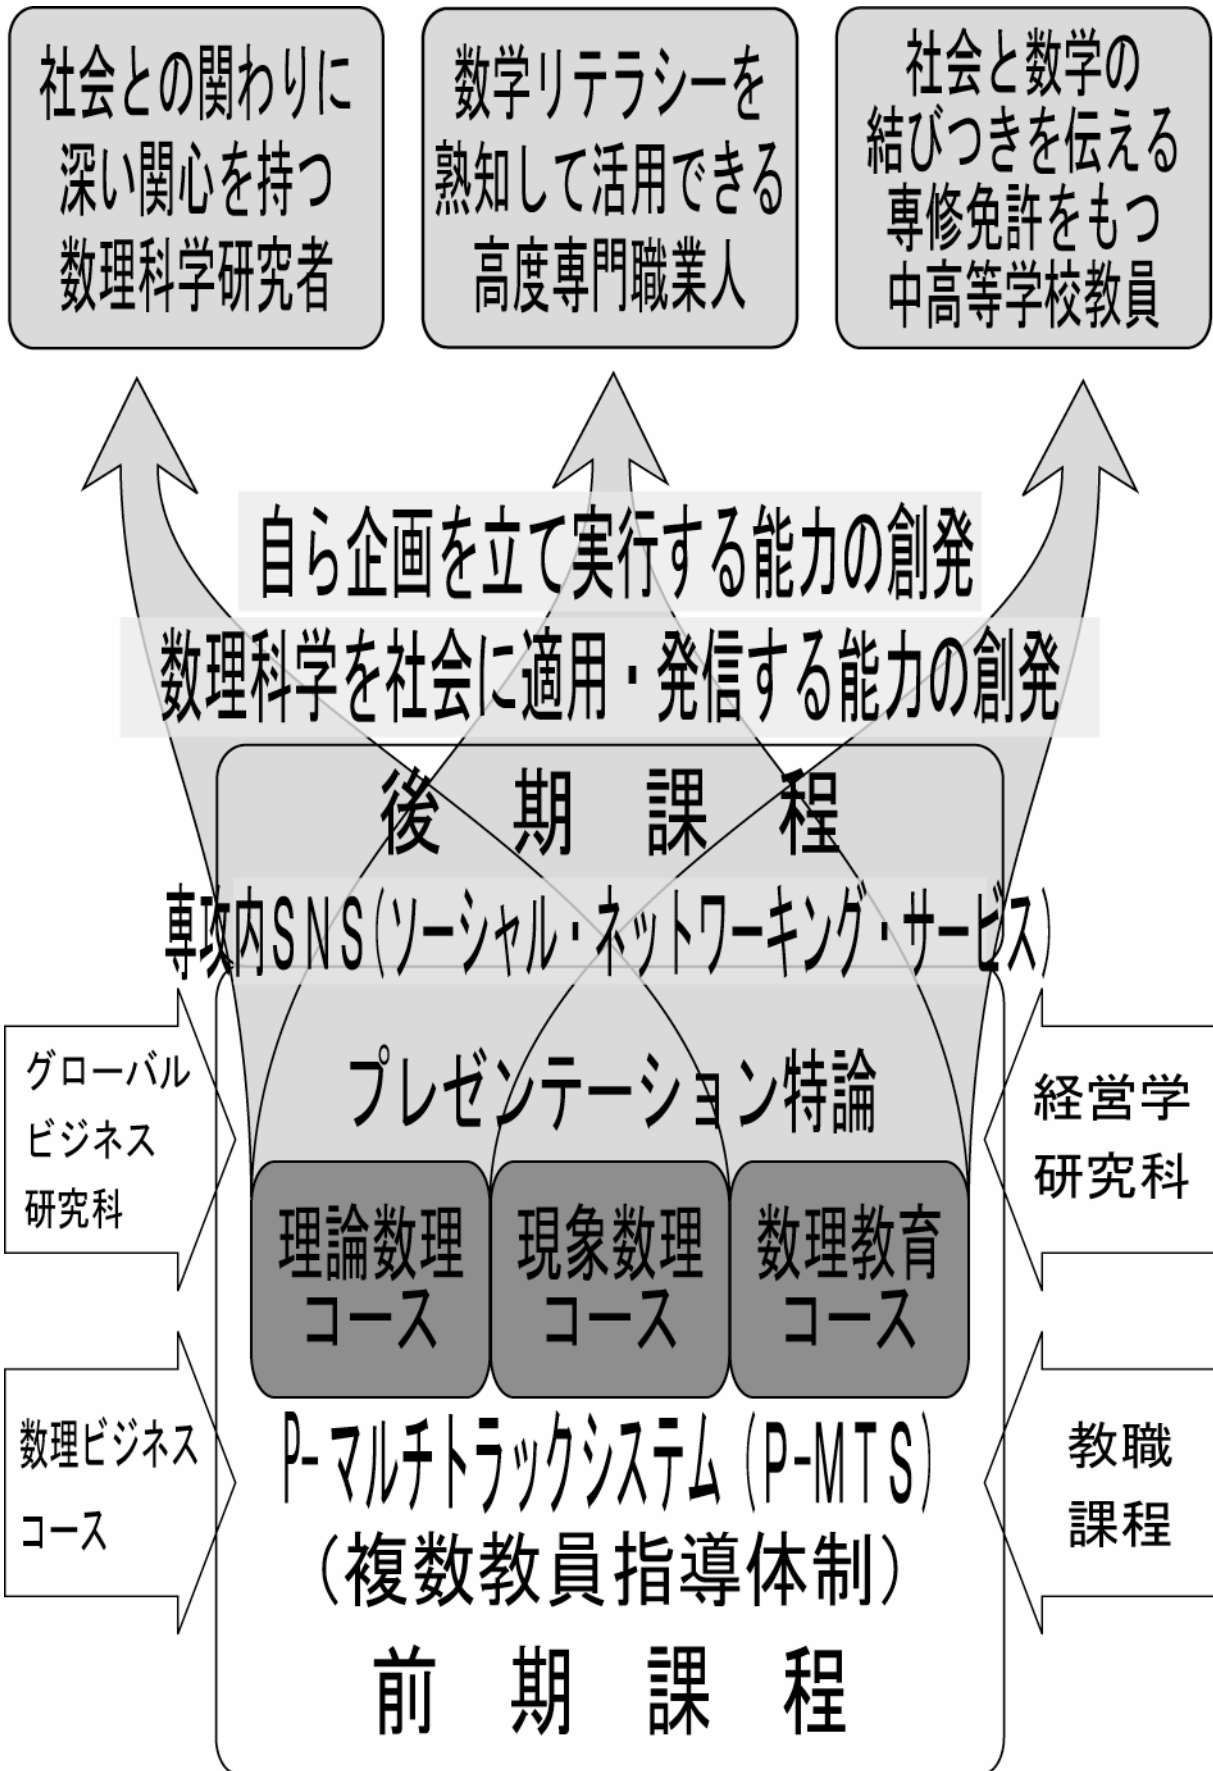 社会との関わりに
深い関心を持つ
数理科学研究者
数学リテラシーを
熟知して活用できる
高度専門職業人
社会と数学の
結びつきを伝える
専修免許をもつ
中高等学校教員
自ら企画を立て実行する能力の創発
数理科学を社会に適用・発信する能力の創発
後期課程
専攻内SNS(ソーシャル・ネットワーキング・サービス)
グローバル
ビジネス
研究科
プレゼンテーション特論
経営学
研究科
理論数理
コース
現象数理
コース
数理教育
コース
数理ビジネス
コース
P-マルチトラックシステム(P-MTS)
(複数教員指導体制)
教職
課程
前期課程